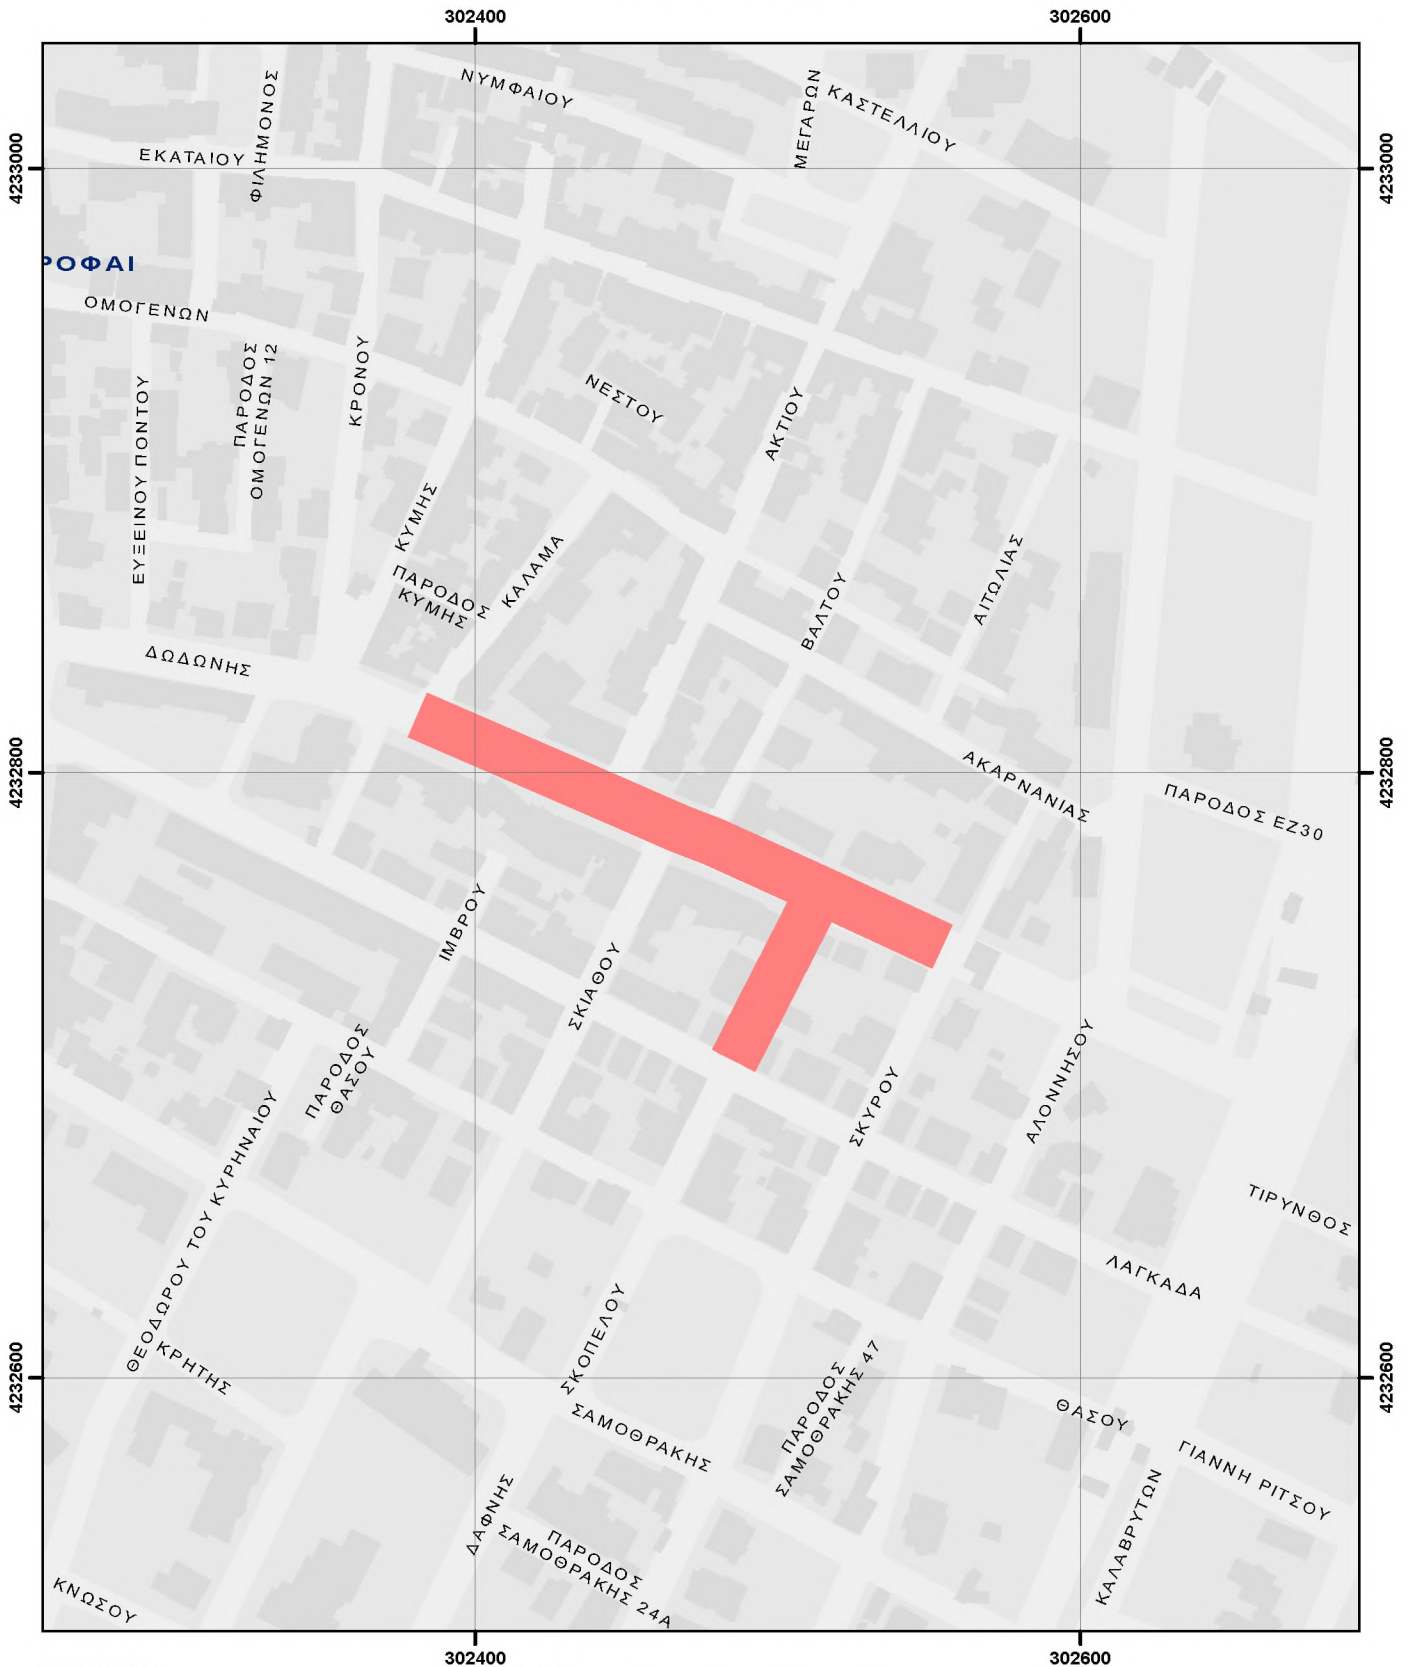 302400
302600
ΝΥΜΦΑΙΟΥ
ΜΕΓΑΡΩΝ
ΚΑΣΤΕΛΛΙΟΥ
ΦΙΛΗΜΟΝΟΣ
ΕΚΑΤΑΙΟΥ
4233000
4233000
ΡΟΦΑΙ
ΟΜΟΓΕΝΩΝ
ΠΑΡΟΔΟΣ
ΟΜΟΓΕΝΩΝ 12
ΚΡΟΝΟΥ
ΕΥΞΕΙΝΟΥ ΠΟΝΤΟΥ
ΝΕΣΤΟΥ
ΑΚΤΙΟΥ
ΚΥΜΗΣ
ΠΑΡΟΔΟΣ
ΚΥΜΗΣ
ΚΑΛΑΜΑ
ΒΑΛΤΟΥ
ΑΙΤΩΛΙΑΣ
ΔΩΔΩΝΗΣ
4232800
4232800
ΑΚΑΡΝΑΝΙΑΣ
ΠΑΡΟΔΟΣ ΕΖ30
ΙΜΒΡΟΥ
ΣΚΙΑΘΟΥ
ΠΑΡΟΔΟΣ
ΘΑΣΟΥ
ΣΚΥΡΟΥ
ΑΛΟΝΝΗΣΟΥ
ΘΕΟΔΩΡΟΥ ΤΟΥ ΚΥΡΗΝΑΙΟΥ
ΤΙΡΥΝΘΟΣ
ΛΑΓΚΑΔΑ
ΚΡΗΤΗΣ
ΣΚΟΠΕΛΟΥ
4232600
4232600
ΠΑΡΟΔΟΣ
ΣΑΜΟΘΡΑΚΗΣ 47
ΣΑΜΟΘΡΑΚΗΣ
ΘΑΣΟΥ
ΓΙΑΝΝΗ ΡΙΤΣΟΥ
ΔΑΦΝΗΣ
ΠΑΡΟΔΟΣ
ΣΑΜΟΘΡΑΚΗΣ 24Α
ΚΑΛΑΒΡΥΤΩΝ
ΚΝΩΣΟΥ
302400
302600